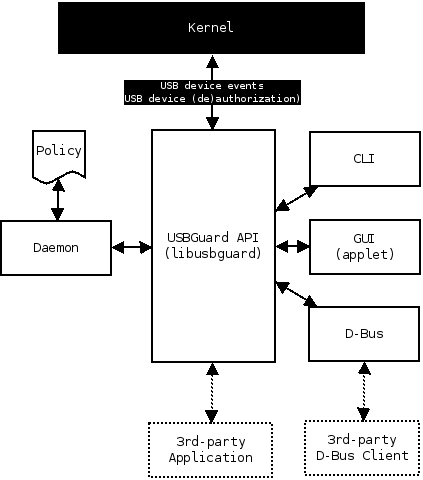 Kernel
USB device events
USB device (de)authorization)
Policy
CLI
Daemon
USBGuard API
(libusbguard)
GUI
(applet)
D-Bus
3rd-party
Application
3rd-party
D-Bus Client